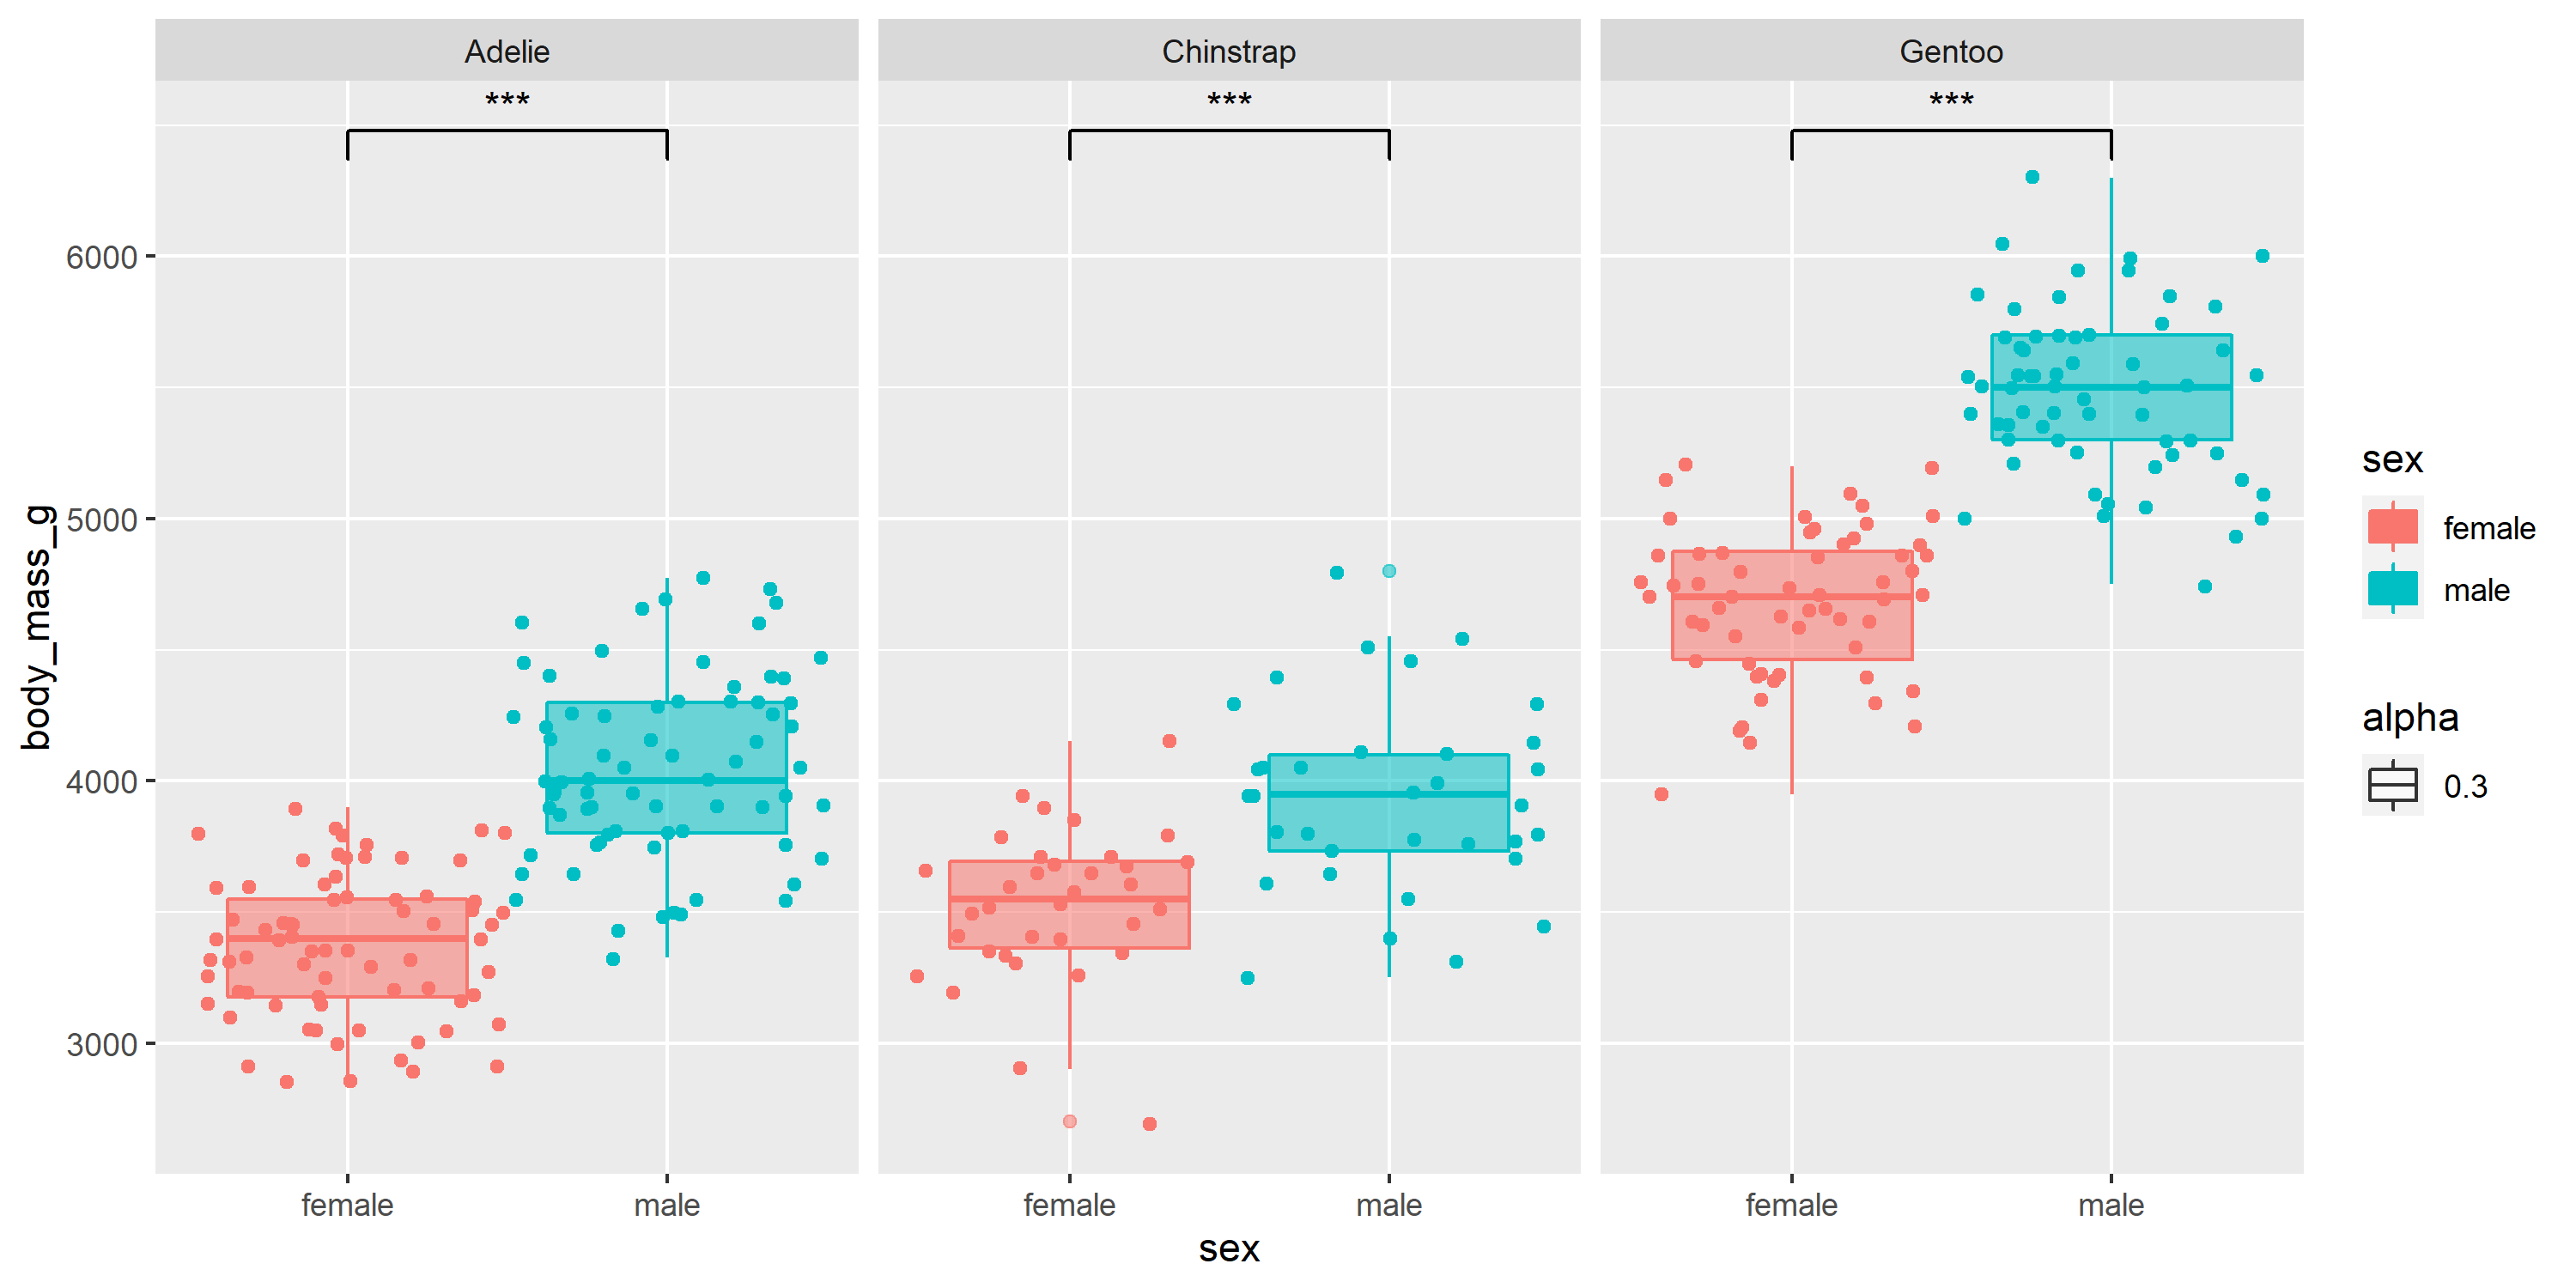 Adelie
Chinstrap
Gentoo
***
***
***
6000
5000
4000
3000
body_mass_g
female
male
female
male
female
male
sex
sex
female
male
alpha
0.3